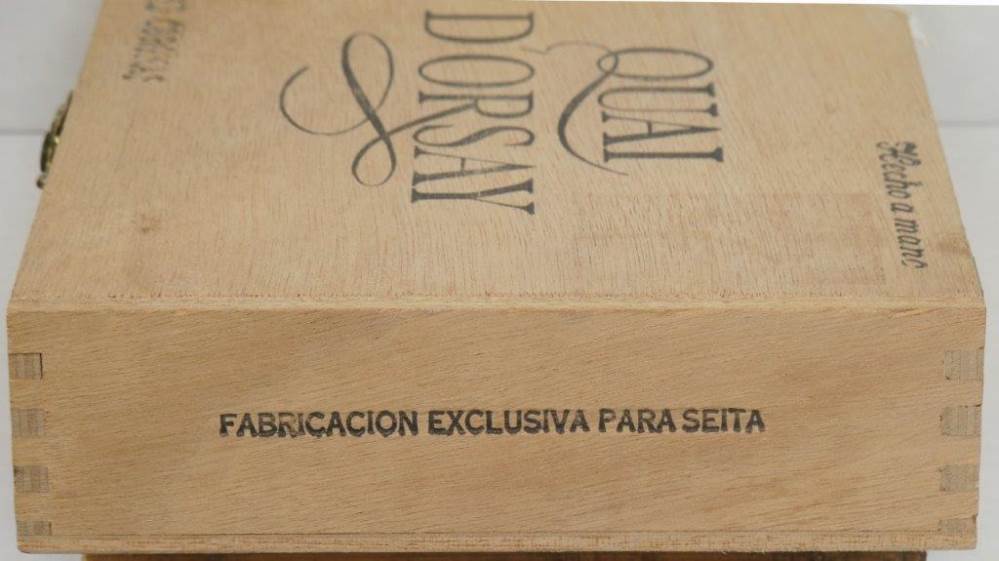 QUAI
D'ORSAY
Hecho a mano
FABRICACION EXCLUSIVA PARA SEITA